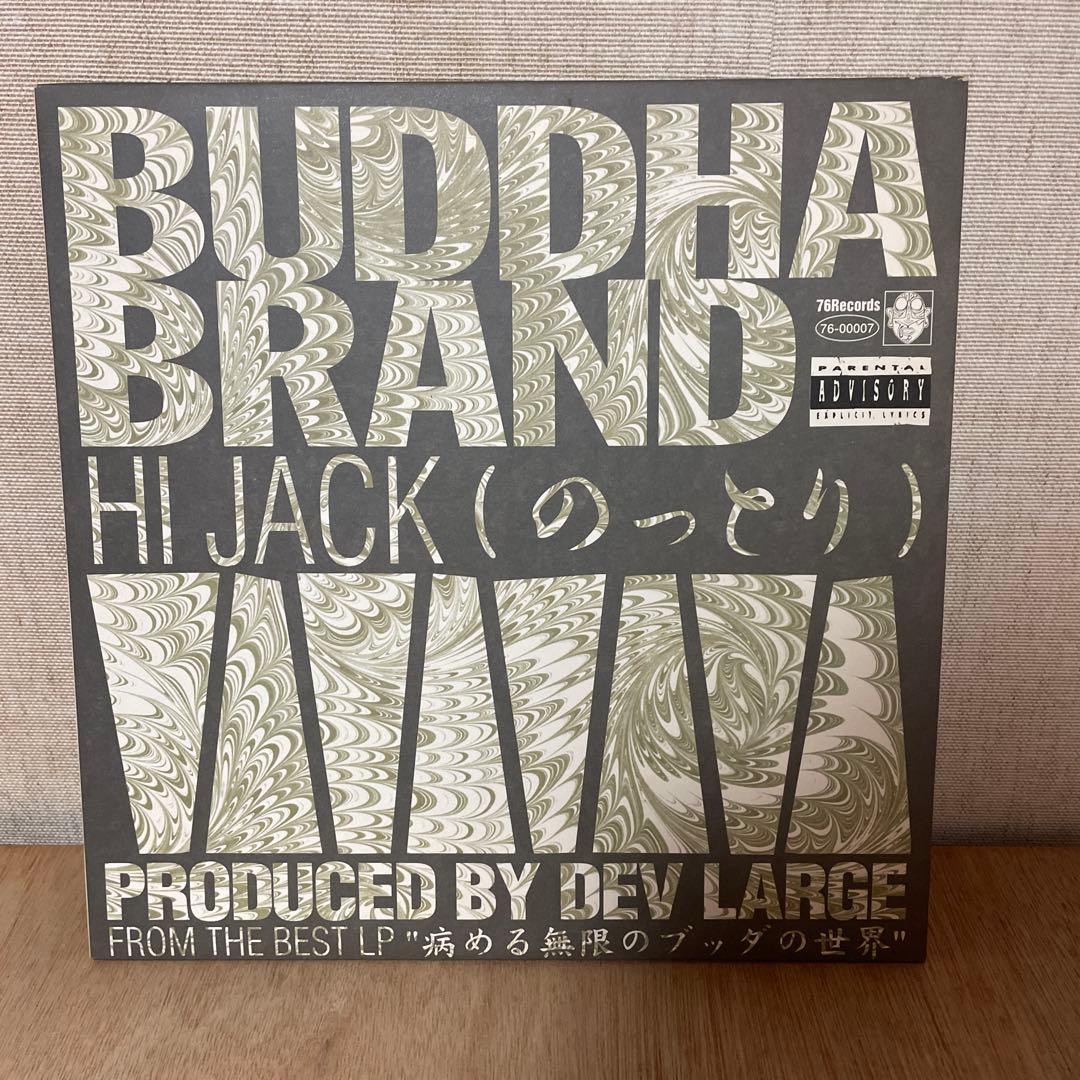 BUDDHA
BRAND
76Records
76-00007
PARENTAL
ADVISORY
EXPLICIT LYRICS
HI JACK (のっとり)
PRODUCED BY DEV LARGE
FROM THE BEST LP "病める無限のブッダの世界"